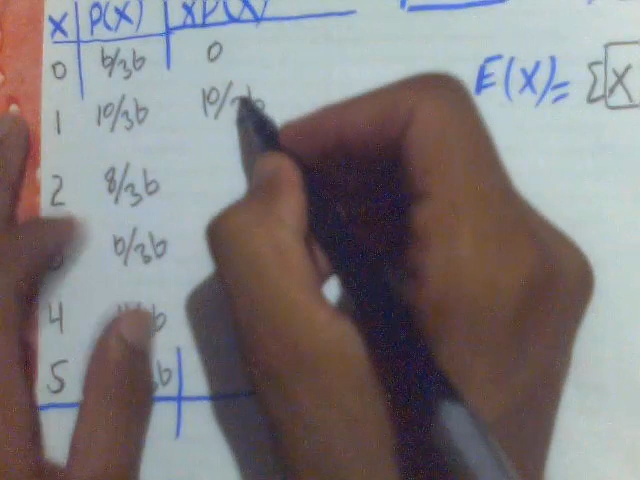 X P(X) XP(X)
0 6/36 0
E(X)= Σ X
1 10/36 10/36
2 8/36
6/36
4
5